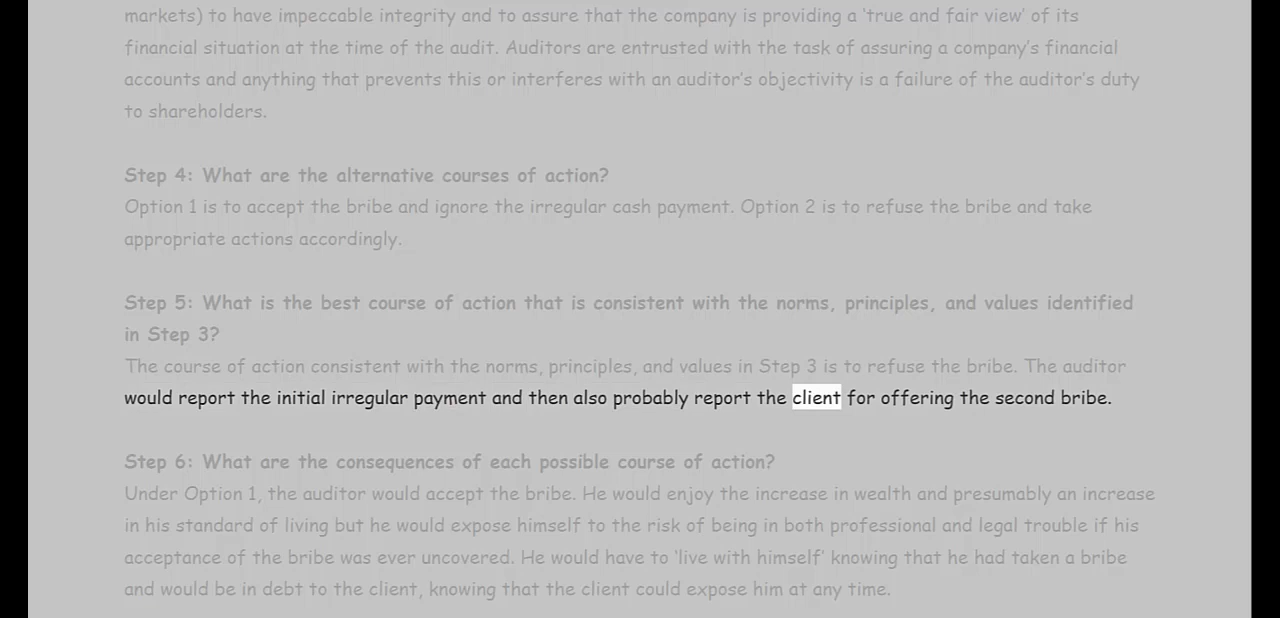 markets) to have impeccable integrity and to assure that the company is providing a ‘true and fair view’ of its
financial situation at the time of the audit. Auditors are entrusted with the task of assuring a company’s financial
accounts and anything that prevents this or interferes with an auditor’s objectivity is a failure of the auditor’s duty
to shareholders.
Step 4: What are the alternative courses of action?
Option 1 is to accept the bribe and ignore the irregular cash payment. Option 2 is to refuse the bribe and take
appropriate actions accordingly.
Step 5: What is the best course of action that is consistent with the norms, principles, and values identified
in Step 3?
The course of action consistent with the norms, principles, and values in Step 3 is to refuse the bribe. The auditor
would report the initial irregular payment and then also probably report the client for offering the second bribe.
Step 6: What are the consequences of each possible course of action?
Under Option 1, the auditor would accept the bribe. He would enjoy the increase in wealth and presumably an increase
in his standard of living but he would expose himself to the risk of being in both professional and legal trouble if his
acceptance of the bribe was ever uncovered. He would have to ‘live with himself’ knowing that he had taken a bribe
and would be in debt to the client, knowing that the client could expose him at any time.